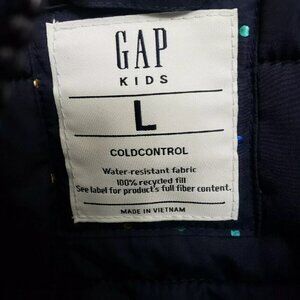 GAP
KIDS
L
COLDCONTROL
Water-resistant fabric
100% recycled fill
See label for product's full fiber content.
MADE IN VIETNAM